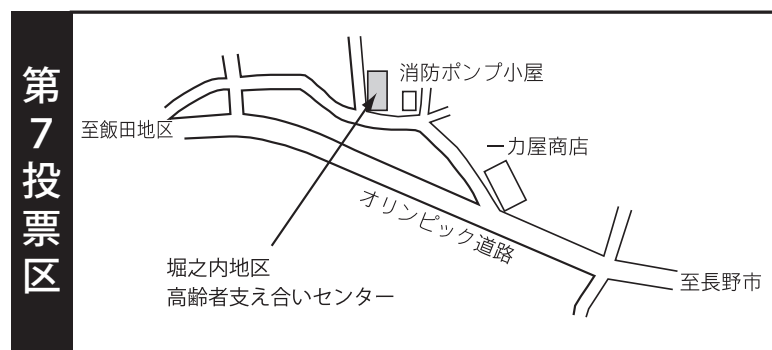 第7投票区
消防ポンプ小屋
至飯田地区
一力屋商店
オリンピック道路
堀之内地区
高齢者支え合いセンター
至長野市